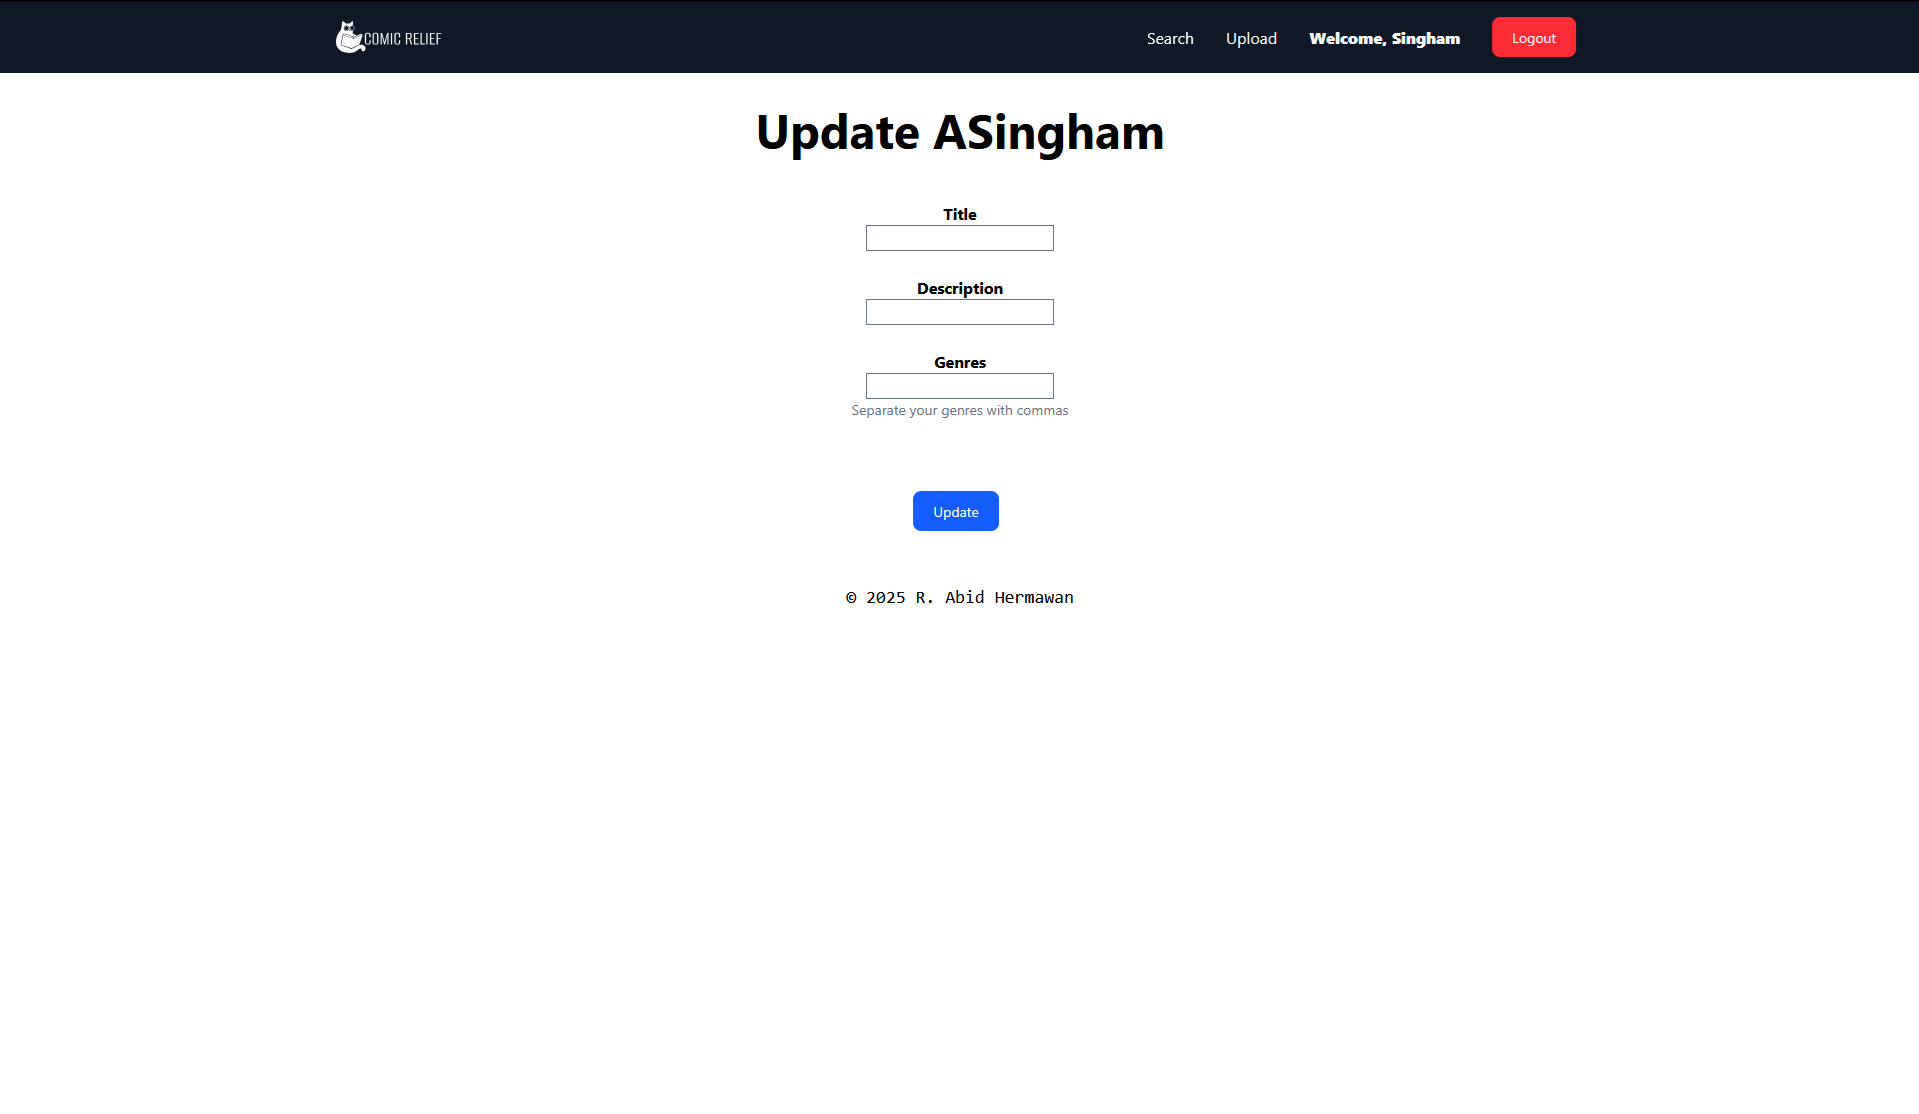 COMIC RELIEF
Search
Upload
Welcome, Singham
Logout
Update ASingham
Title
Description
Genres
Separate your genres with commas
Update
© 2025 R. Abid Hermawan